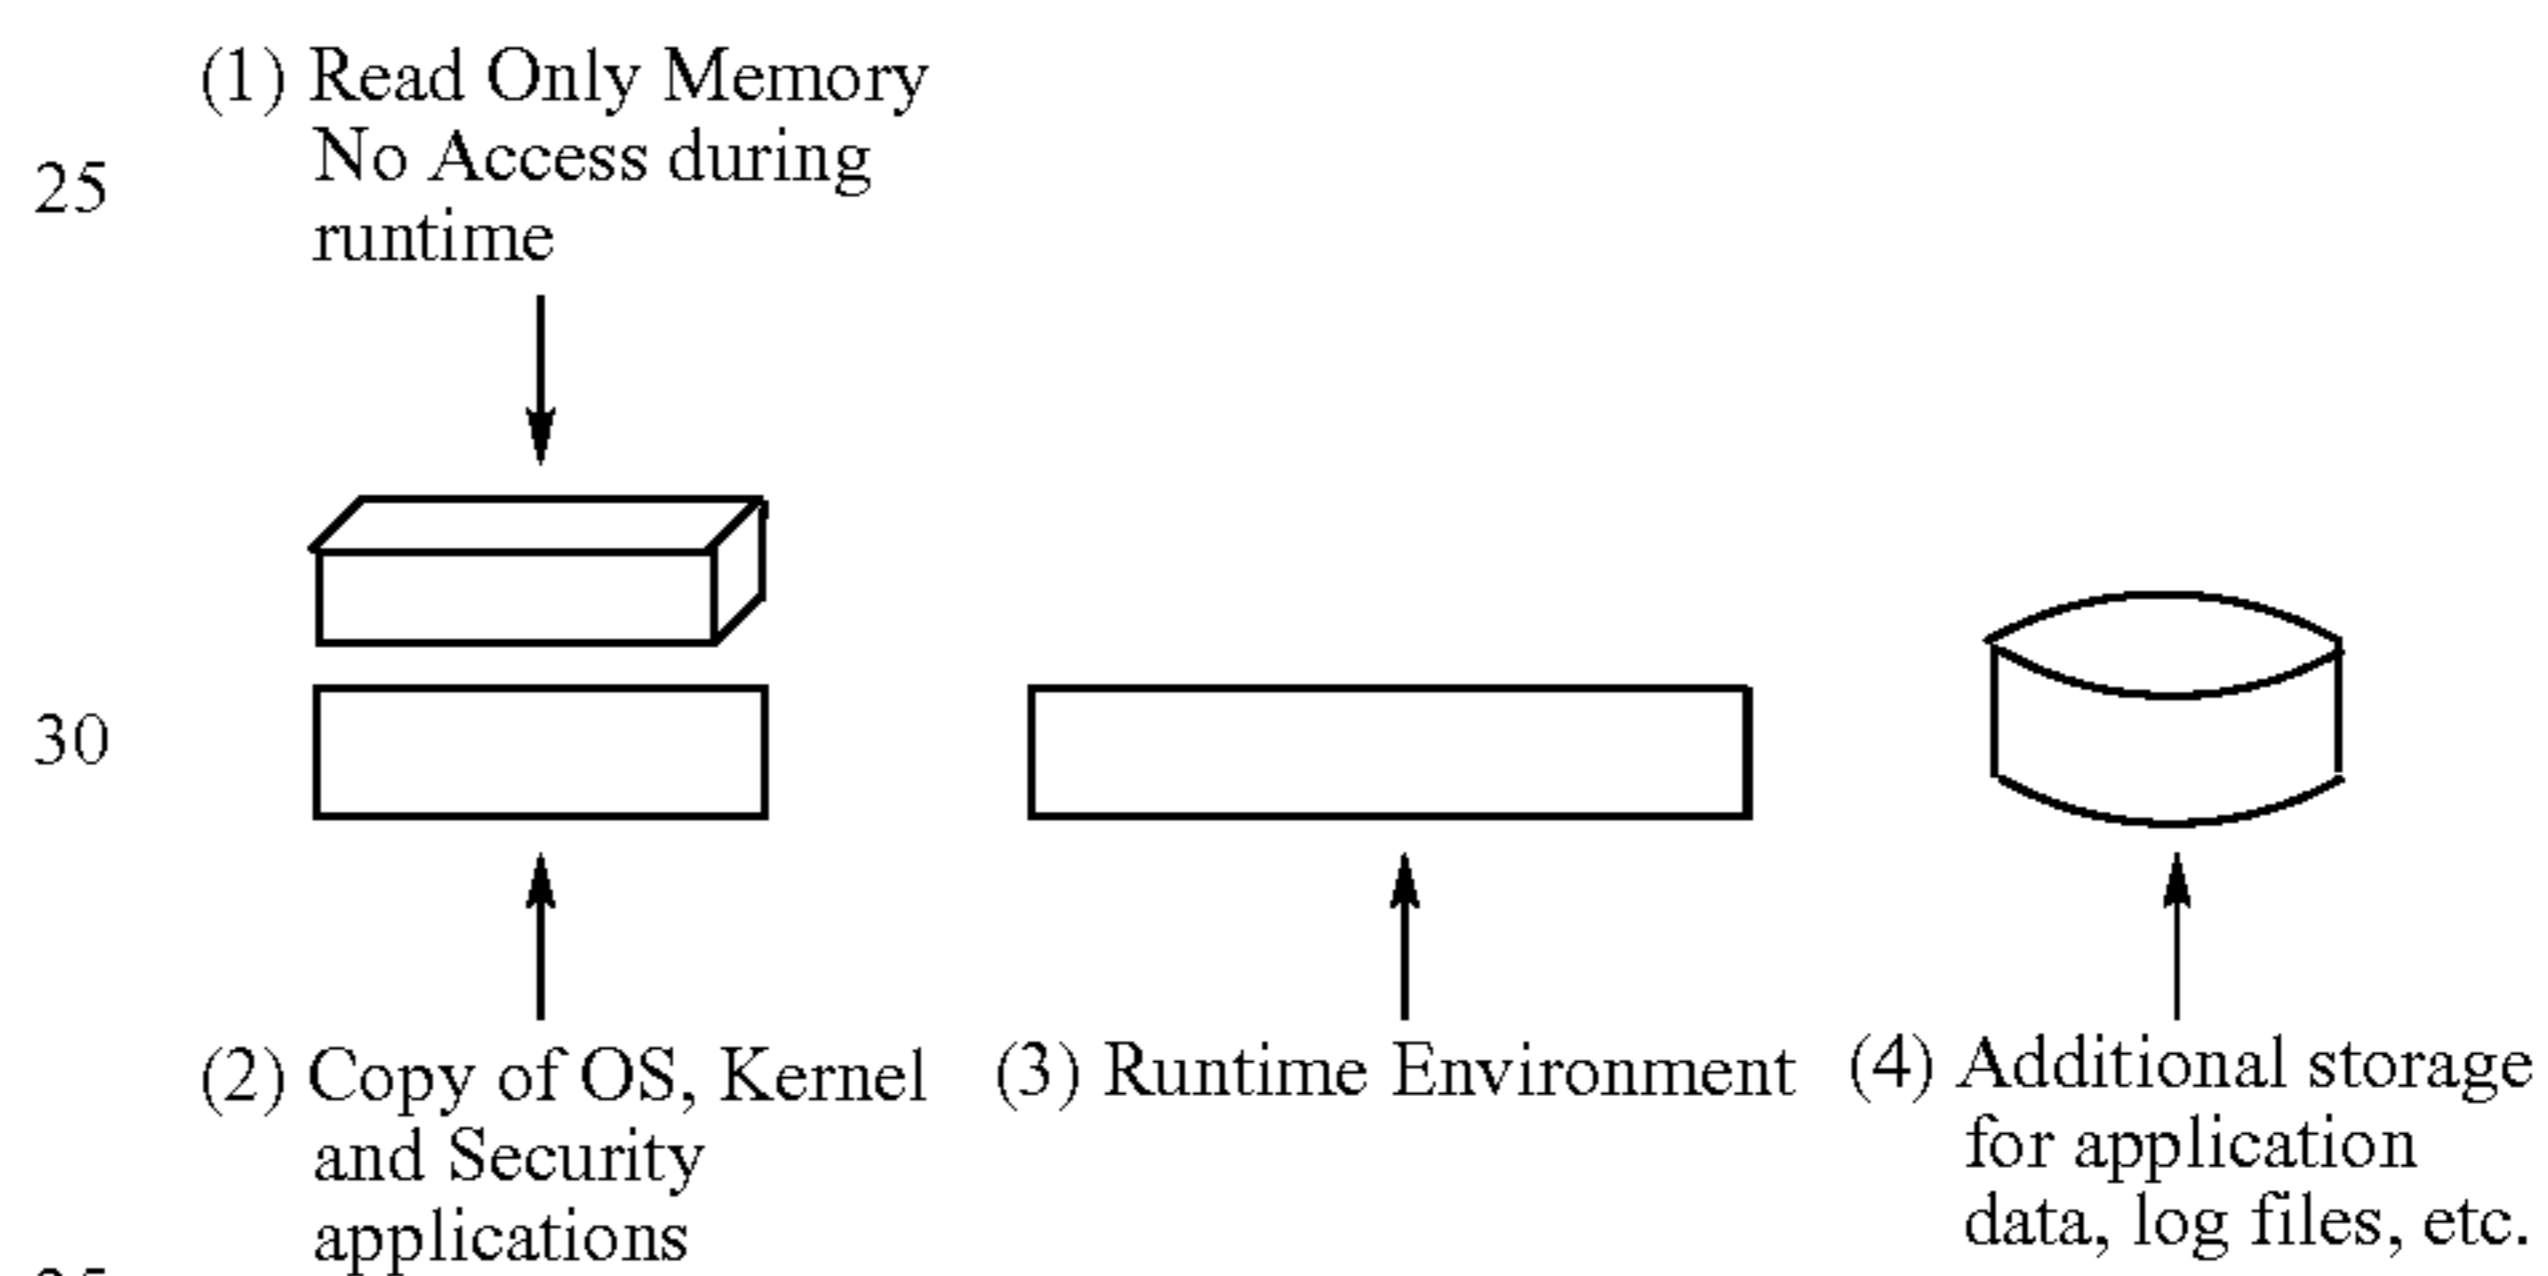 (1) Read Only Memory
No Access during
25
runtime
30
(2) Copy of OS, Kernel
and Security
applications
(3) Runtime Environment
(4) Additional storage
for application
data, log files, etc.